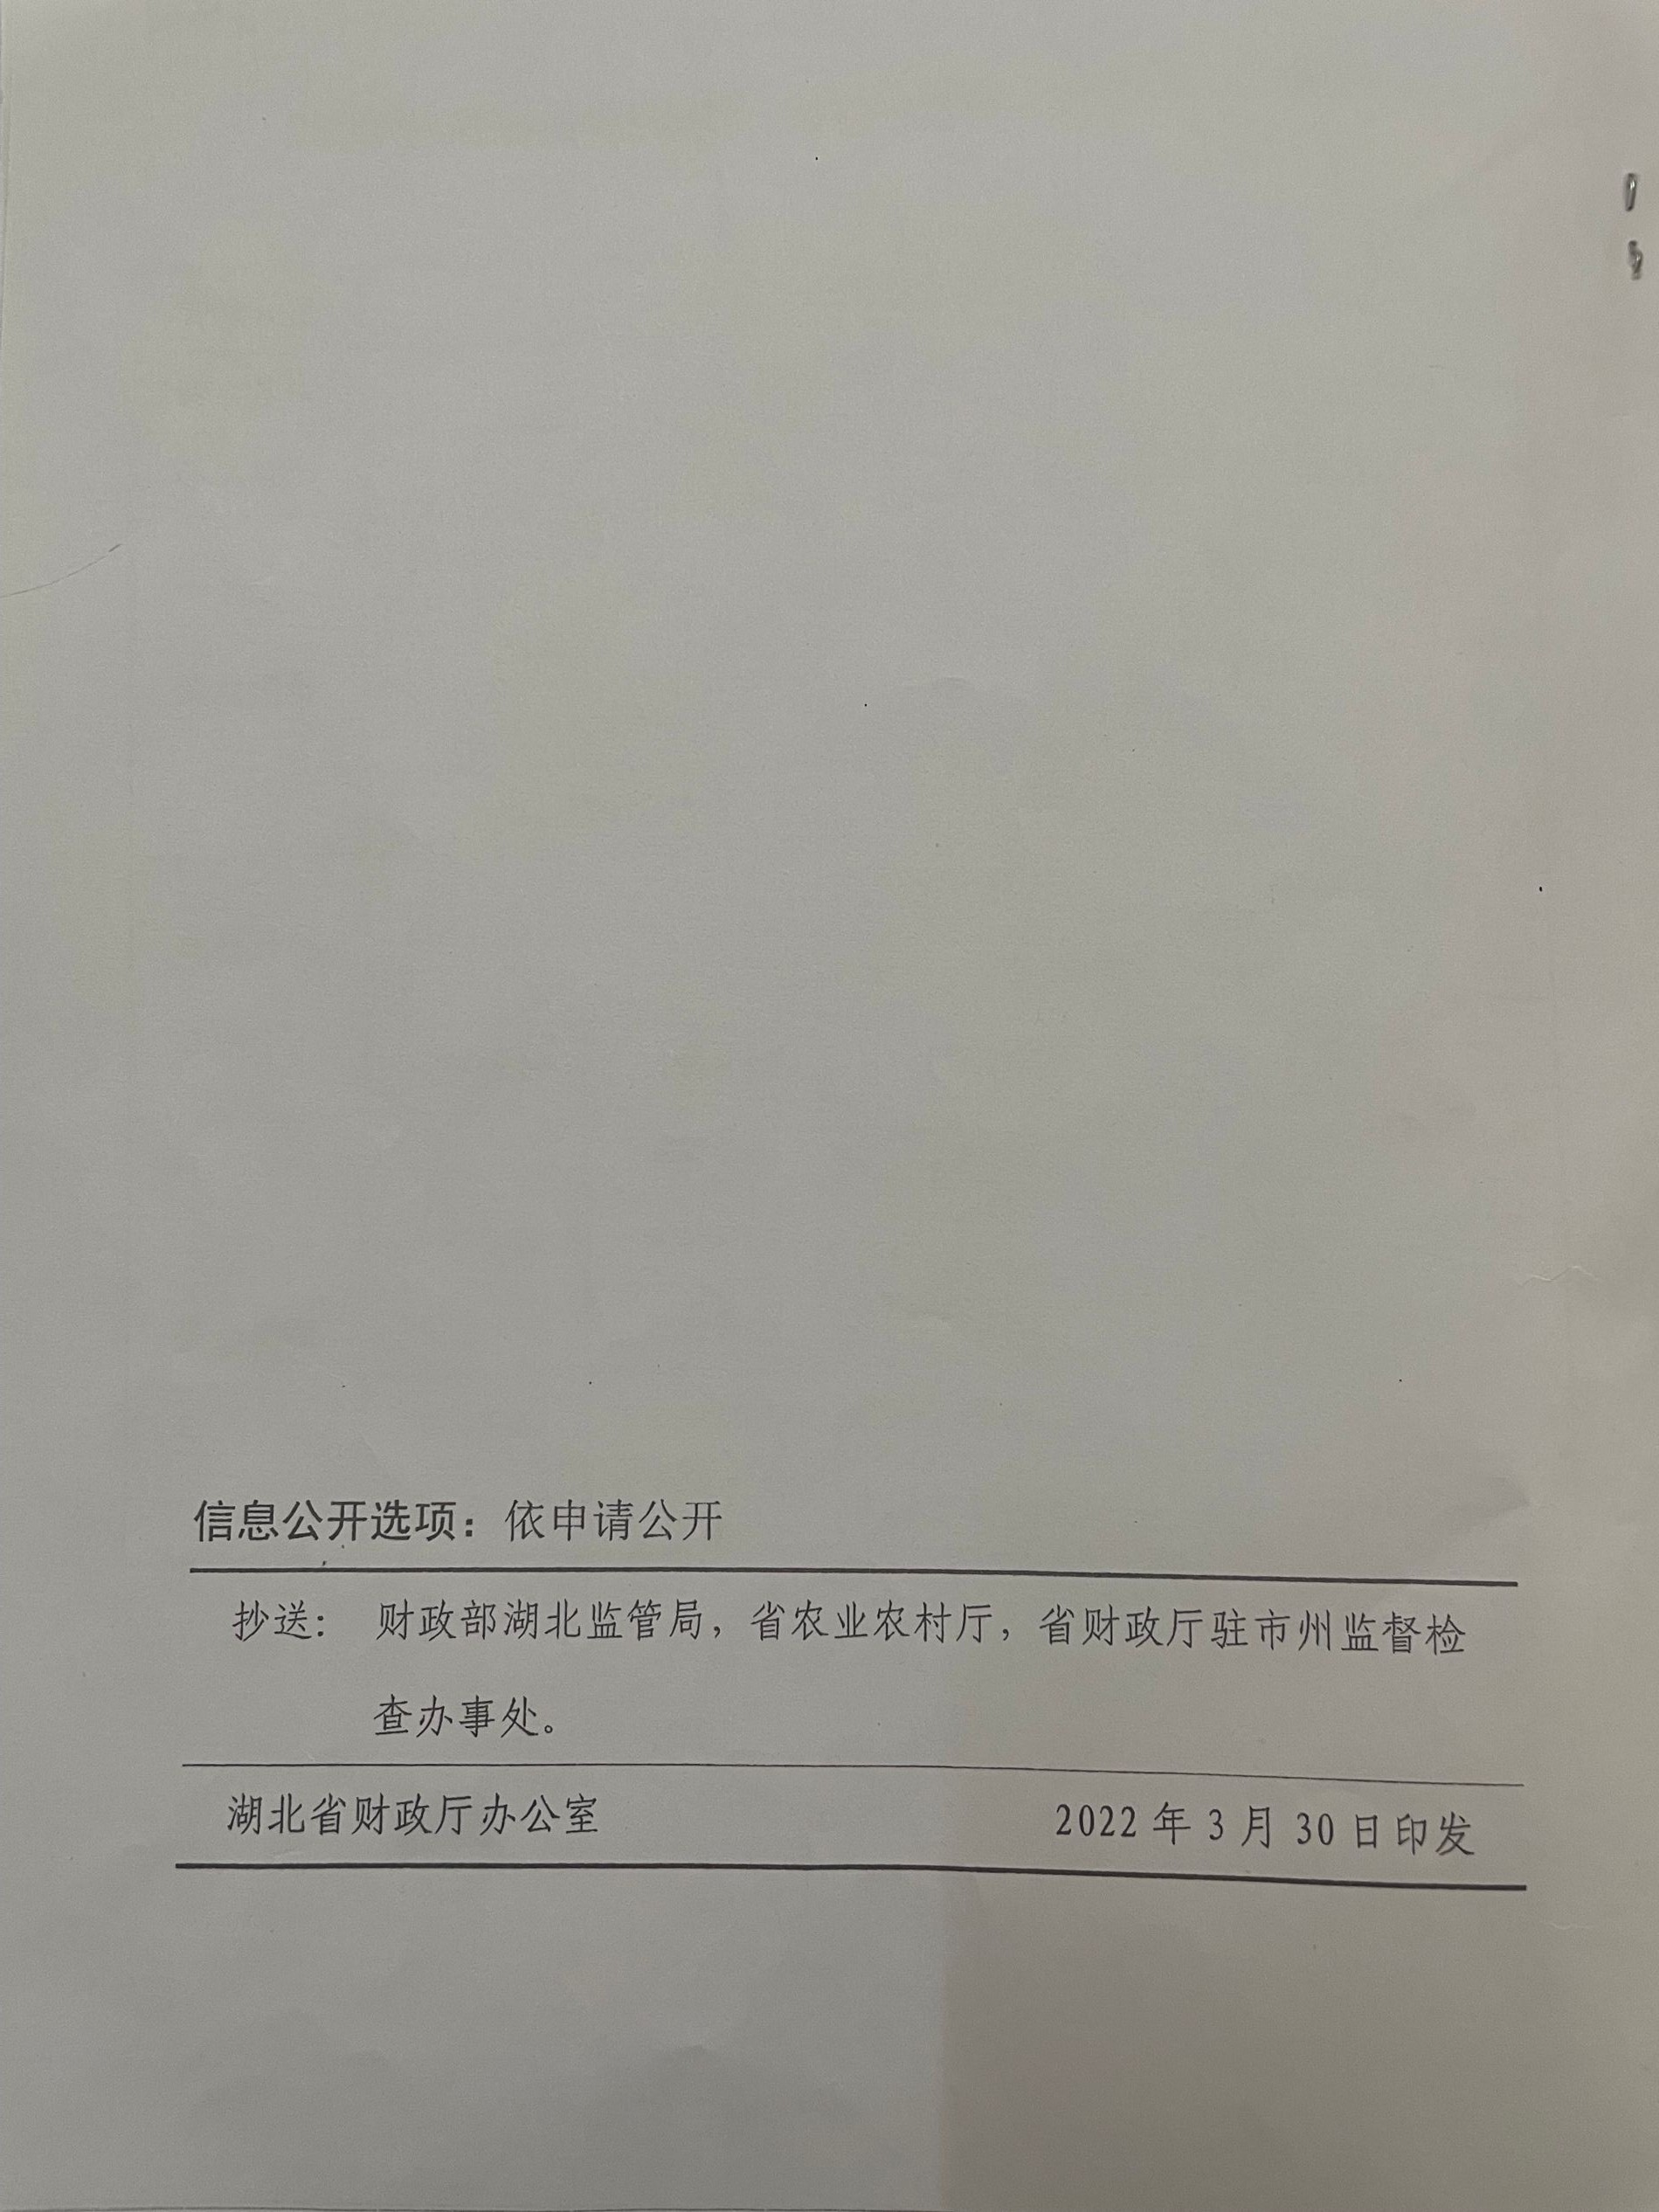 信息公开选项：依申请公开
抄送：财政部湖北监管局，省农业农村厅，省财政厅驻市州监督检
查办事处。
湖北省财政厅办公室 2022年3月30日印发